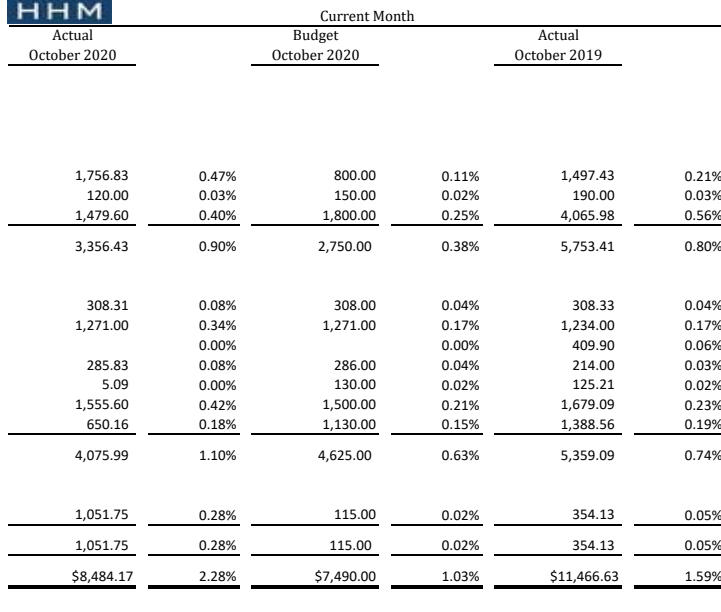 HHM
Current Month
Actual Budget Actual
October 2020 October 2020 October 2019
1,756.83 0.47% 800.00 0.11% 1,497.43 0.21%
120.00 0.03% 150.00 0.02% 190.00 0.03%
1,479.60 0.40% 1,800.00 0.25% 4,065.98 0.56%
3,356.43 0.90% 2,750.00 0.38% 5,753.41 0.80%
308.31 0.08% 308.00 0.04% 308.33 0.04%
1,271.00 0.34% 1,271.00 0.17% 1,234.00 0.17%
0.00% 0.00% 409.90 0.06%
285.83 0.08% 286.00 0.04% 214.00 0.03%
5.09 0.00% 130.00 0.02% 125.21 0.02%
1,555.60 0.42% 1,500.00 0.21% 1,679.09 0.23%
650.16 0.18% 1,130.00 0.15% 1,388.56 0.19%
4,075.99 1.10% 4,625.00 0.63% 5,359.09 0.74%
1,051.75 0.28% 115.00 0.02% 354.13 0.05%
1,051.75 0.28% 115.00 0.02% 354.13 0.05%
$8,484.17 2.28% $7,490.00 1.03% $11,466.63 1.59%